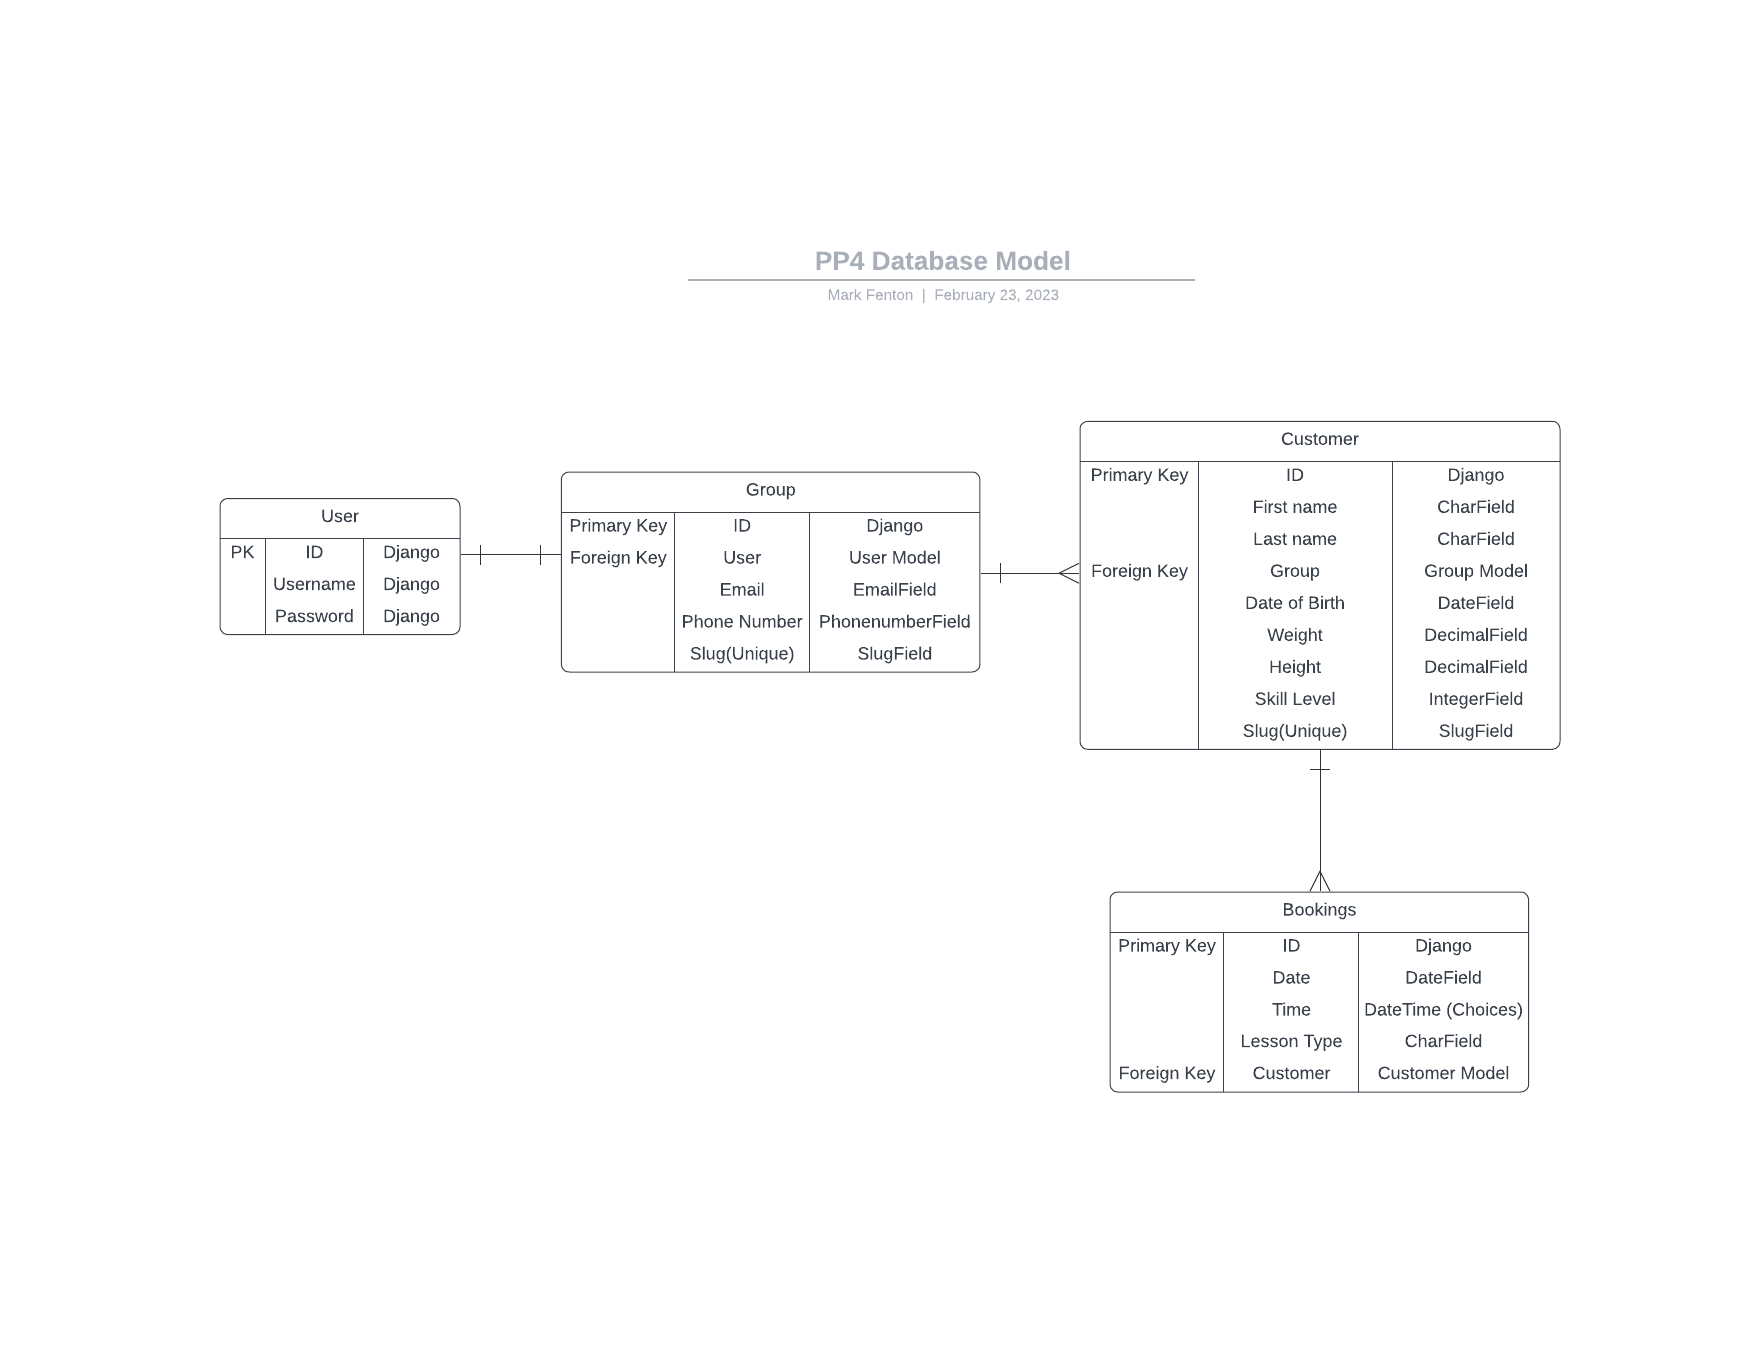 PP4 Database Model
Mark Fenton | February 23, 2023
User
PK ID Django
Username Django
Password Django
Group
Primary Key ID Django
Foreign Key User User Model
Email EmailField
Phone Number PhonenumberField
Slug(Unique) SlugField
Customer
Primary Key ID Django
First name CharField
Last name CharField
Foreign Key Group Group Model
Date of Birth DateField
Weight DecimalField
Height DecimalField
Skill Level IntegerField
Slug(Unique) SlugField
Bookings
Primary Key ID Django
Date DateField
Time DateTime (Choices)
Lesson Type CharField
Foreign Key Customer Customer Model